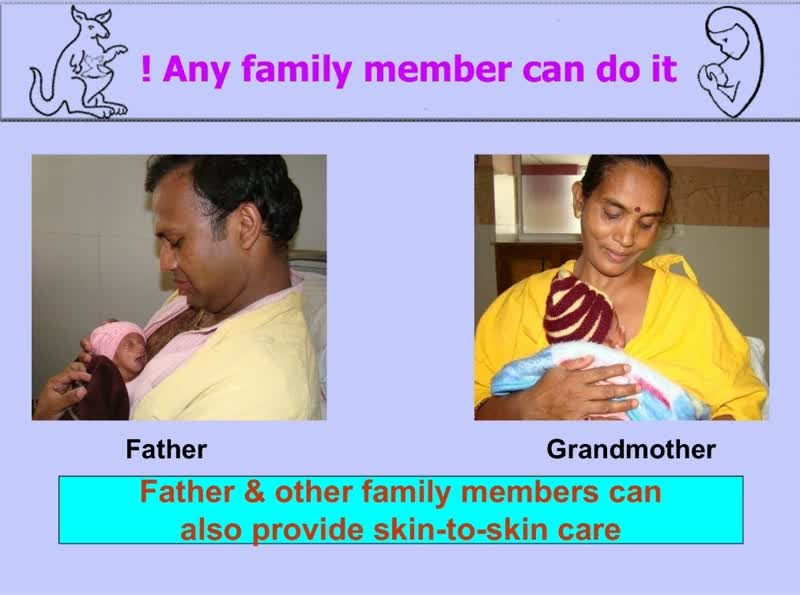 ! Any family member can do it
Father
Grandmother
Father & other family members can
also provide skin-to-skin care